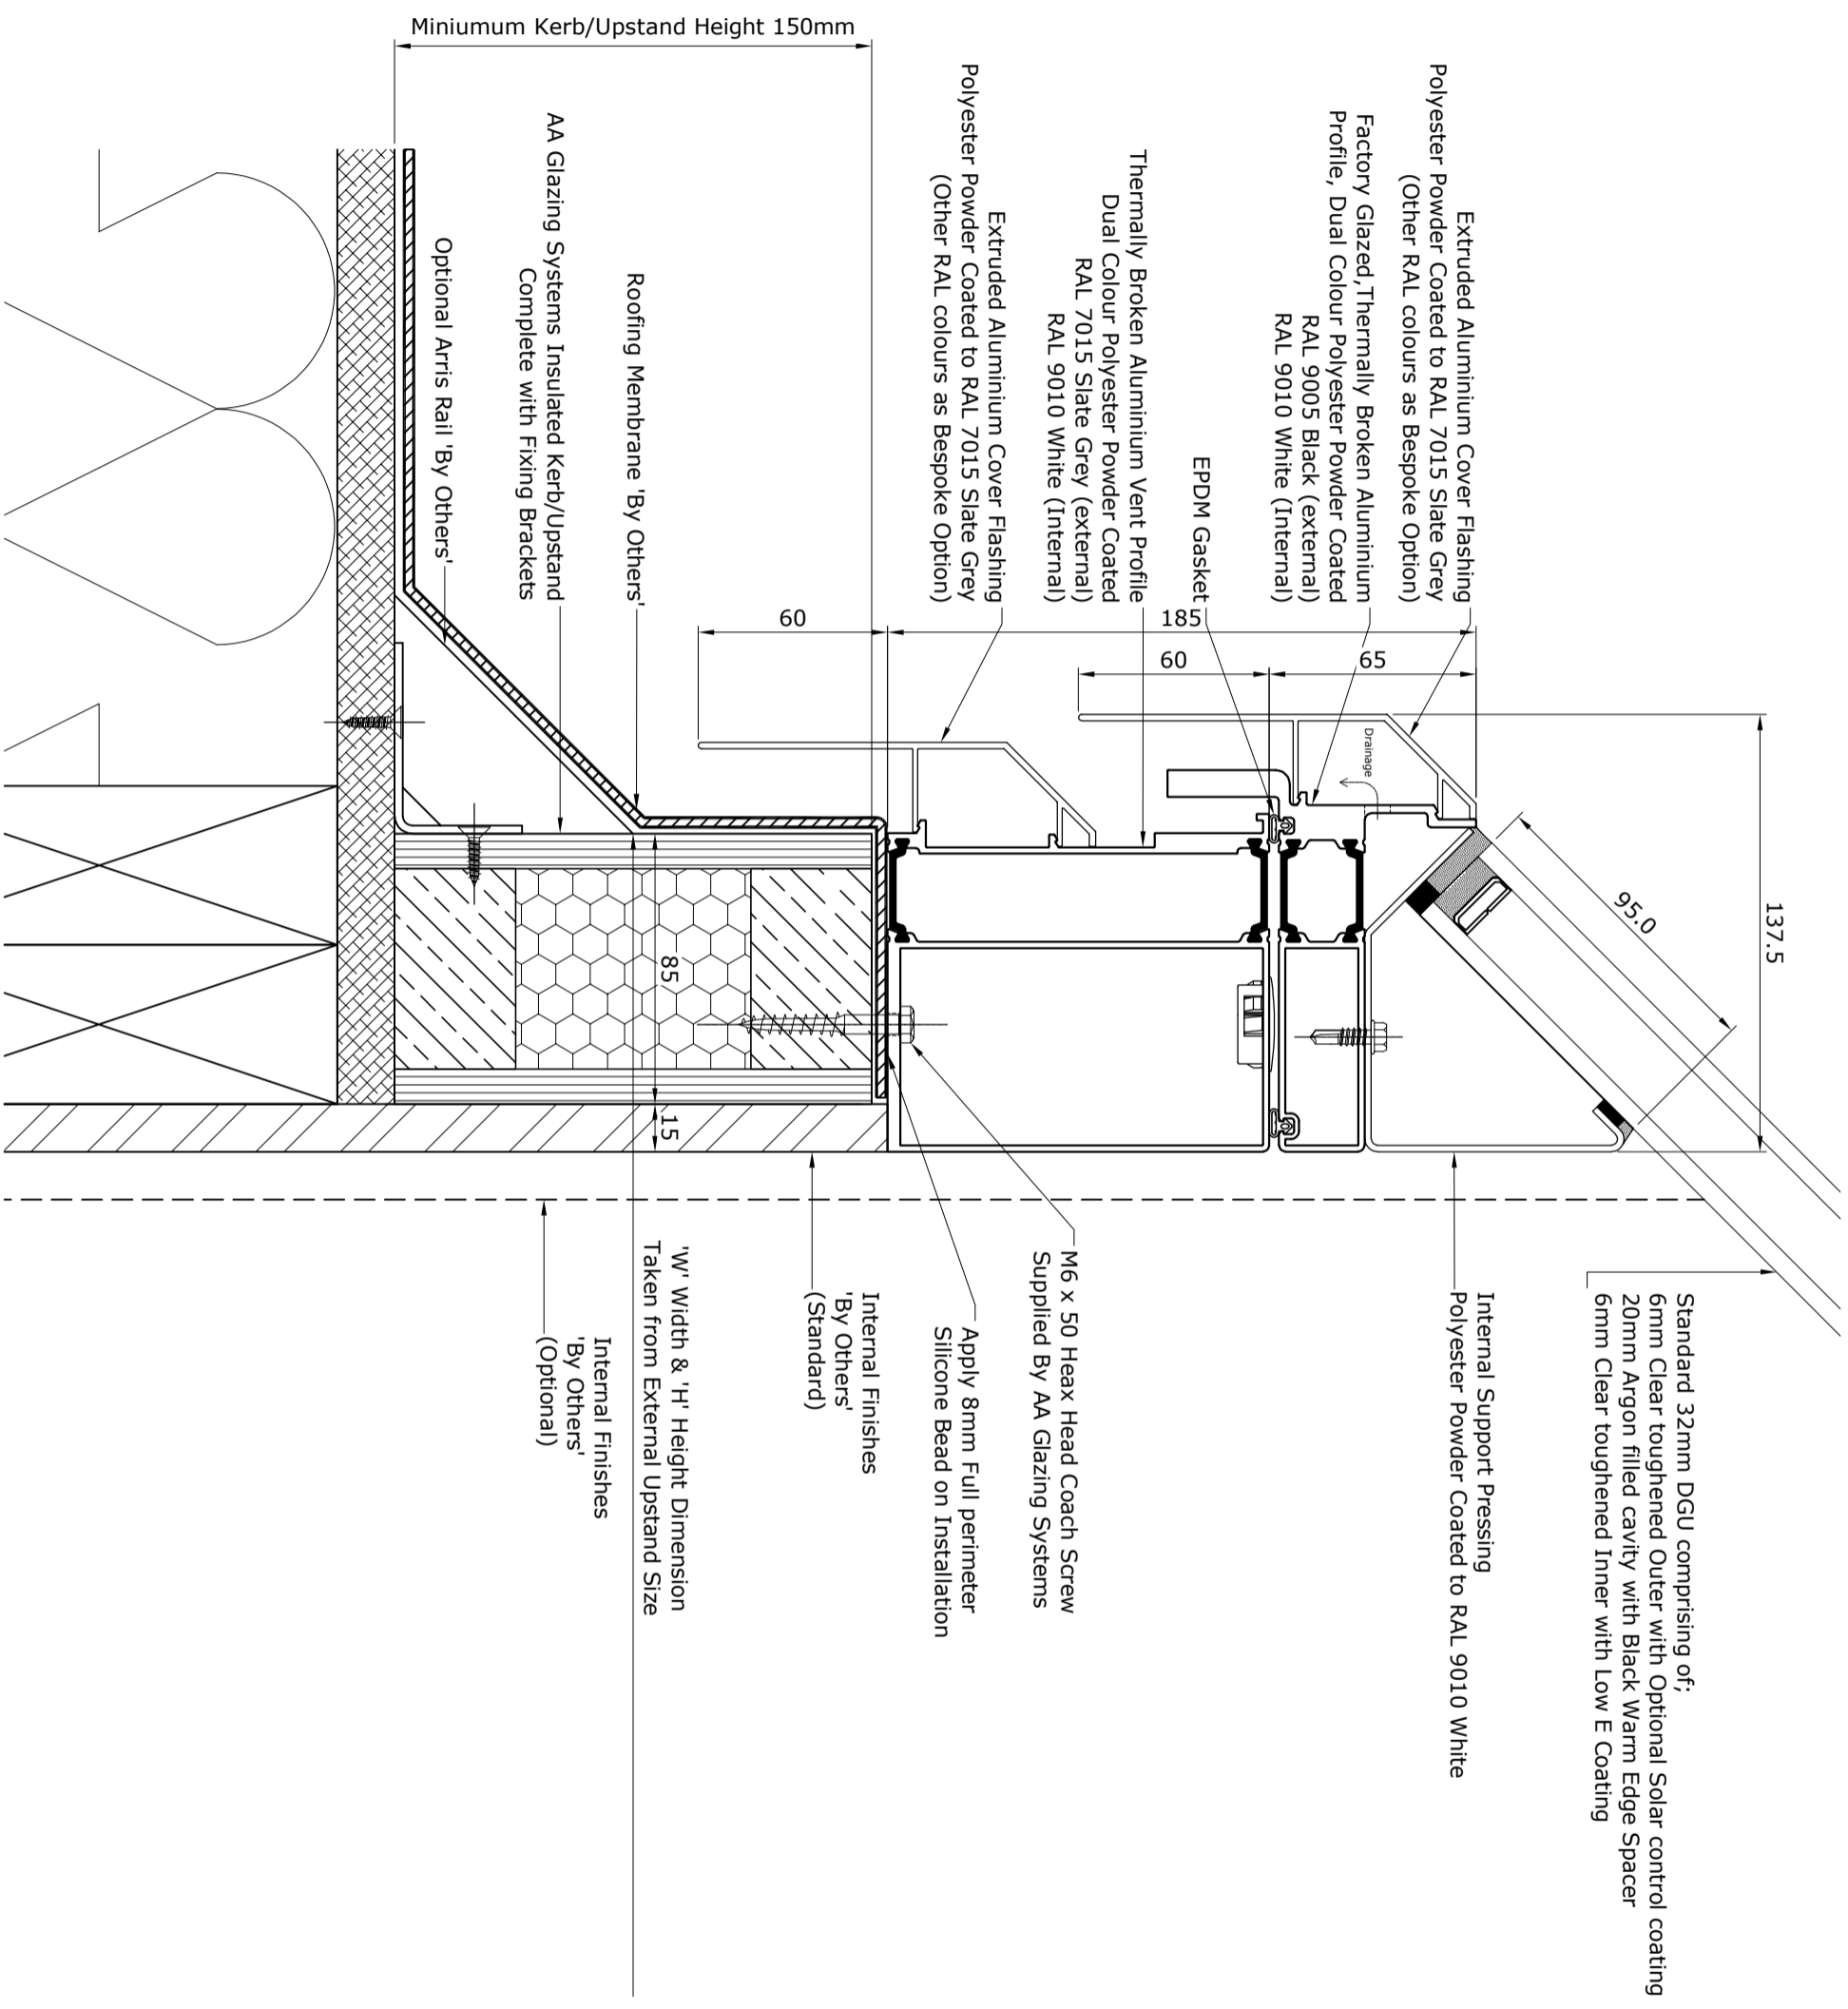 Miniumum Kerb/Upstand Height 150mm
Extruded Aluminium Cover Flashing
Polyester Powder Coated to RAL 7015 Slate Grey
(Other RAL colours as Bespoke Option)
Factory Glazed,Thermally Broken Aluminium
Profile, Dual Colour Polyester Powder Coated
RAL 9005 Black (external)
RAL 9010 White (Internal)
EPDM Gasket
Thermally Broken Aluminium Vent Profile
Dual Colour Polyester Powder Coated
RAL 7015 Slate Grey (external)
RAL 9010 White (Internal)
Extruded Aluminium Cover Flashing
Polyester Powder Coated to RAL 7015 Slate Grey
(Other RAL colours as Bespoke Option)
Roofing Membrane 'By Others'
AA Glazing Systems Insulated Kerb/Upstand
Complete with Fixing Brackets
Optional Arris Rail 'By Others'
60
185
60
65
Drainage
137.5
95.0
85
15
Standard 32mm DGU comprising of;
6mm Clear toughened Outer with Optional Solar control coating
20mm Argon filled cavity with Black Warm Edge Spacer
6mm Clear toughened Inner with Low E Coating
Internal Support Pressing
Polyester Powder Coated to RAL 9010 White
M6 x 50 Heax Head Coach Screw
Supplied By AA Glazing Systems
Apply 8mm Full perimeter
Silicone Bead on Installation
Internal Finishes
'By Others'
(Standard)
'W' Width & 'H' Height Dimension
Taken from External Upstand Size
Internal Finishes
'By Others'
(Optional)